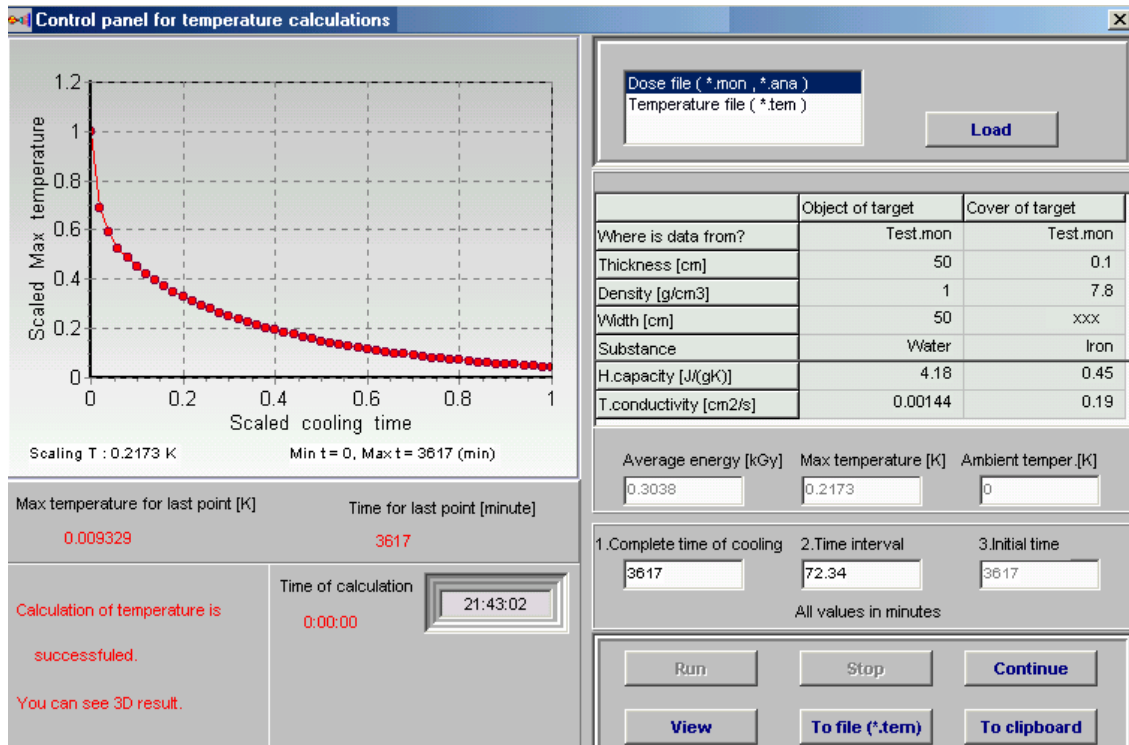 Control panel for temperature calculations
1.2
1
0.8
0.6
0.4
0.2
0
Scaled Max temperature
0 0.2 0.4 0.6 0.8 1
Scaled cooling time
Scaling T : 0.2173 K Min t = 0, Max t = 3617 (min)
Max temperature for last point [K] Time for last point [minute]
0.009329 3617
Calculation of temperature is
successfuled.
You can see 3D result.
Time of calculation
0:00:00
21:43:02
Dose file ( *.mon , *.ana )
Temperature file ( *.tem )
Load
Object of target Cover of target
Where is data from? Test.mon Test.mon
Thickness [cm] 50 0.1
Density [g/cm3] 1 7.8
Width [cm] 50 xxx
Substance Water Iron
H.capacity [J/(gK)] 4.18 0.45
T.conductivity [cm2/s] 0.00144 0.19
Average energy [kGy] Max temperature [K] Ambient temper.[K]
0.3038 0.2173 0
1.Complete time of cooling 2.Time interval 3.Initial time
3617 72.34 3617
All values in minutes
Run Stop Continue
View To file (*.tem) To clipboard